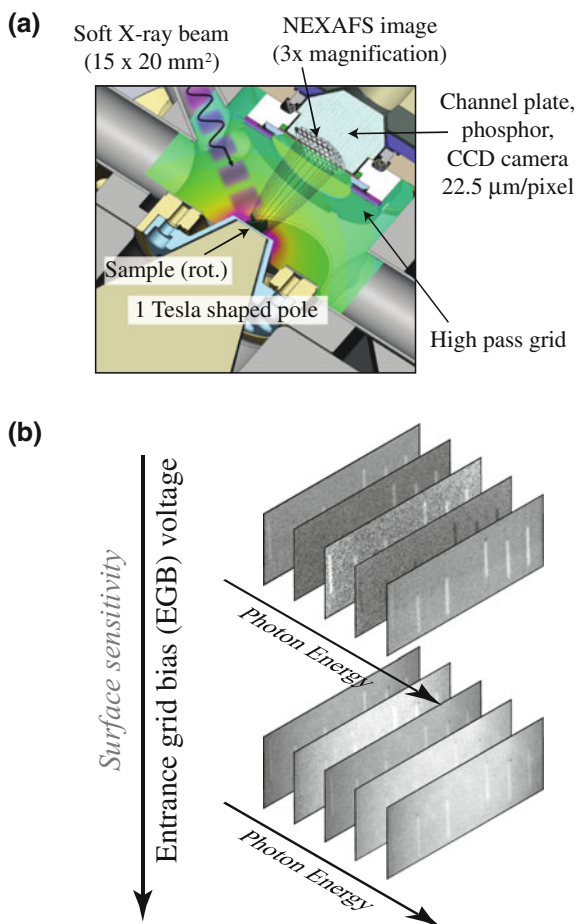 (a)
Soft X-ray beam
(15 x 20 mm²)
NEXAFS image
(3x magnification)
Channel plate,
phosphor,
CCD camera
22.5 μm/pixel
Sample (rot.)
1 Tesla shaped pole
High pass grid
(b)
Surface sensitivity
Entrance grid bias (EGB) voltage
Photon Energy
Photon Energy